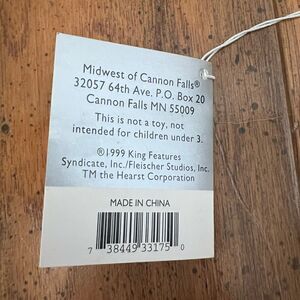 Midwest of Cannon Falls®
32057 64th Ave. P.O. Box 20
Cannon Falls MN 55009
This is not a toy, not
intended for children under 3.
®1999 King Features
Syndicate, Inc./Fleischer Studios, Inc.
TM the Hearst Corporation
MADE IN CHINA
7 38449 33175 0